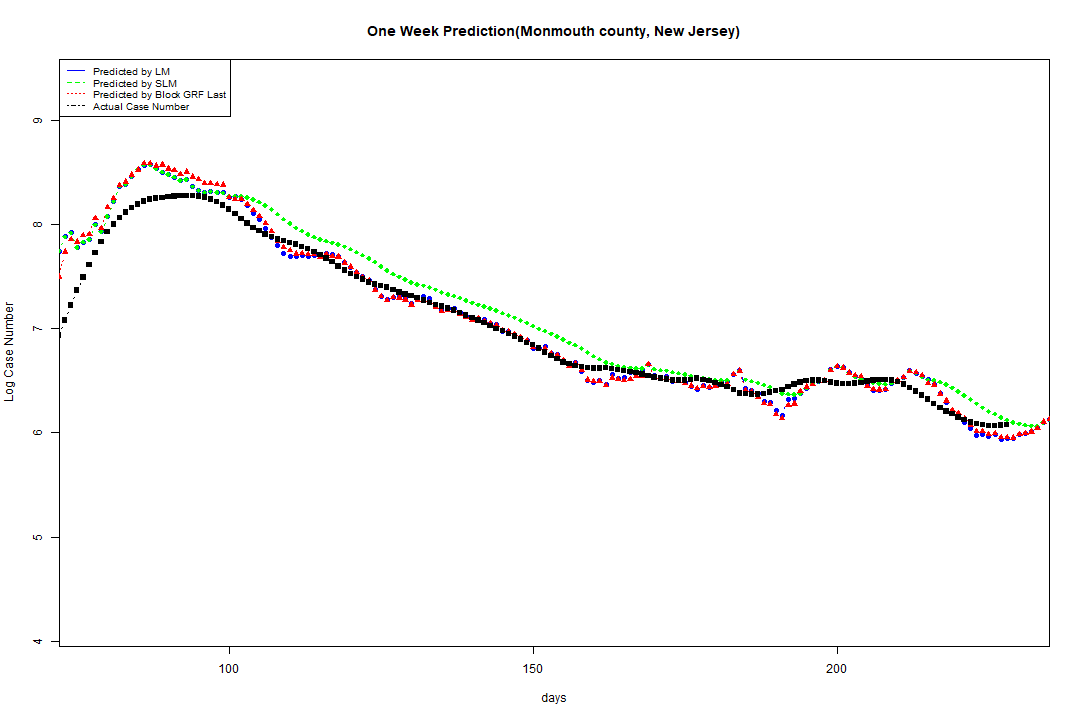 One Week Prediction(Monmouth county, New Jersey)
Predicted by LM
Predicted by SLM
Predicted by Block GRF Last
Actual Case Number
9
8
7
6
5
4
Log Case Number
100 150 200
days